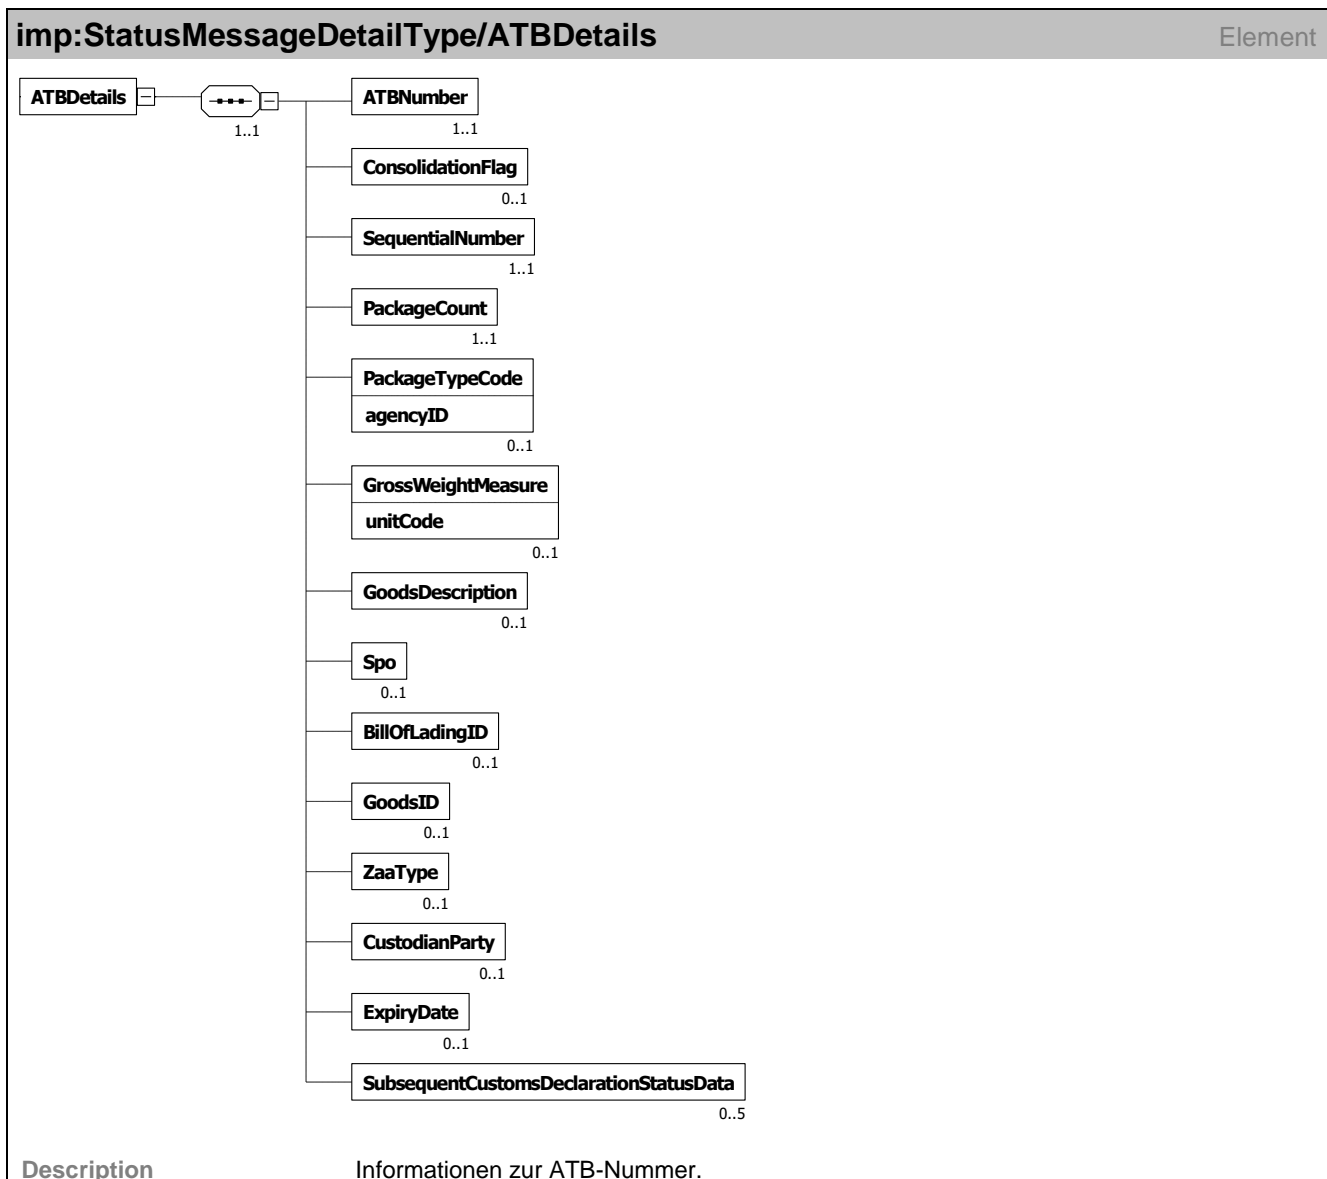 imp:StatusMessageDetailType/ATBDetails Element
ATBDetails
1..1
ATBNumber
1..1
ConsolidationFlag
0..1
SequentialNumber
1..1
PackageCount
1..1
PackageTypeCode
agencyID
0..1
GrossWeightMeasure
unitCode
0..1
GoodsDescription
0..1
Spo
0..1
BillOfLadingID
0..1
GoodsID
0..1
ZaaType
0..1
CustodianParty
0..1
ExpiryDate
0..1
SubsequentCustomsDeclarationStatusData
0..5
Description Informationen zur ATB-Nummer.